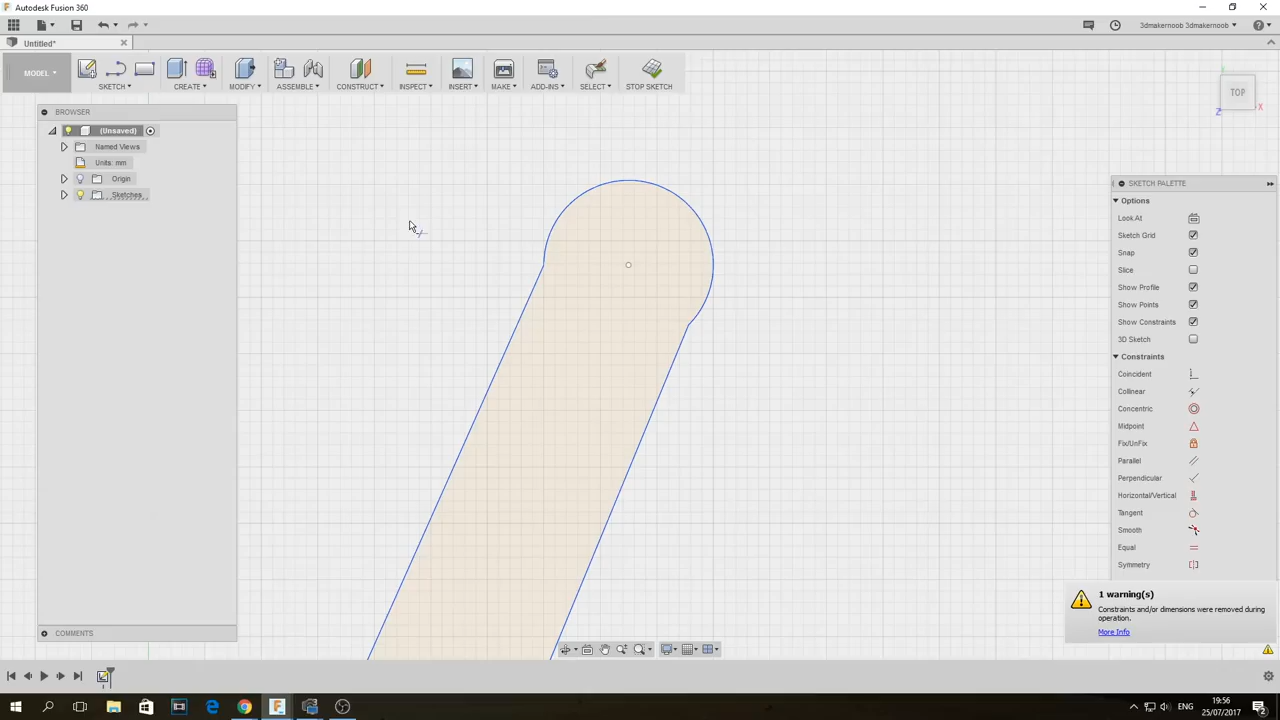 Autodesk Fusion 360
3dmakernoob 3dmakernoob
Untitled*
MODEL
SKETCH
CREATE
MODIFY
ASSEMBLE
CONSTRUCT
INSPECT
INSERT
MAKE
ADD-INS
SELECT
STOP SKETCH
TOP
X
Z
BROWSER
(Unsaved)
Named Views
Units: mm
Origin
Sketches
SKETCH PALETTE
Options
Look At
Sketch Grid
Snap
Slice
Show Profile
Show Points
Show Constraints
3D Sketch
Constraints
Coincident
Collinear
Concentric
Midpoint
Fix/UnFix
Parallel
Perpendicular
Horizontal/Vertical
Tangent
Smooth
Equal
Symmetry
1 warning(s)
Constraints and/or dimensions were removed during
operation.
More Info
COMMENTS
ENG
19:56
25/07/2017
2